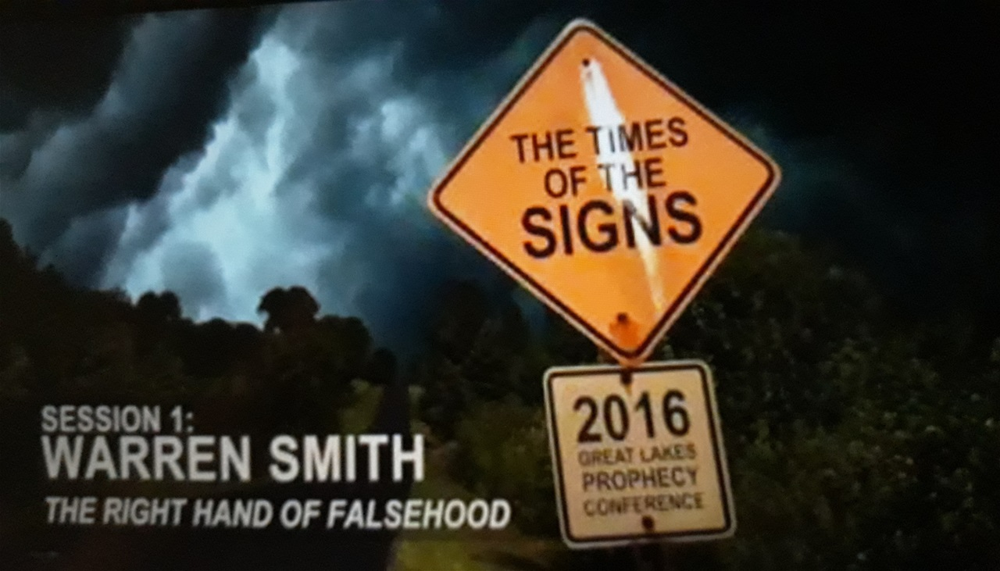 THE TIMES
OF THE
SIGNS
2016
GREAT LAKES
PROPHECY
CONFERENCE
SESSION 1:
WARREN SMITH
THE RIGHT HAND OF FALSEHOOD